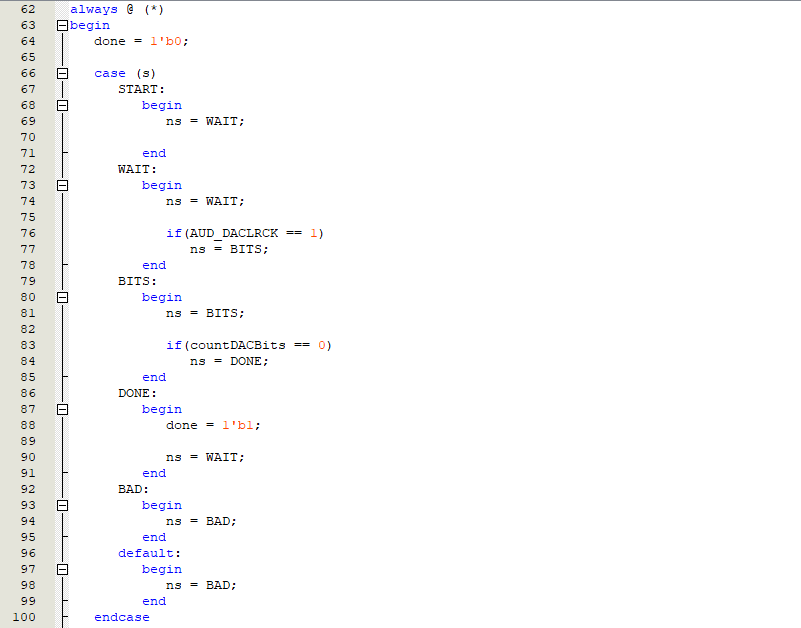 62 always @ (*)
63 begin
64 done = 1'b0;
65
66 case (s)
67 START:
68 begin
69 ns = WAIT;
70
71 end
72 WAIT:
73 begin
74 ns = WAIT;
75
76 if(AUD_DACLRCK == 1)
77 ns = BITS;
78 end
79 BITS:
80 begin
81 ns = BITS;
82
83 if(countDACBits == 0)
84 ns = DONE;
85 end
86 DONE:
87 begin
88 done = 1'b1;
89
90 ns = WAIT;
91 end
92 BAD:
93 begin
94 ns = BAD;
95 end
96 default:
97 begin
98 ns = BAD;
99 end
100 endcase